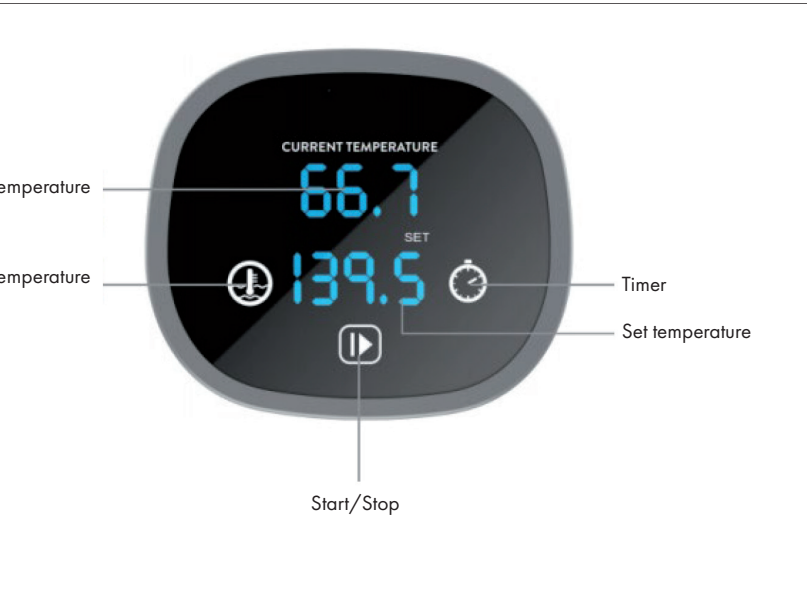 CURRENT TEMPERATURE
66.7
emperature
SET
139.5
emperature
Timer
Set temperature
Start/Stop